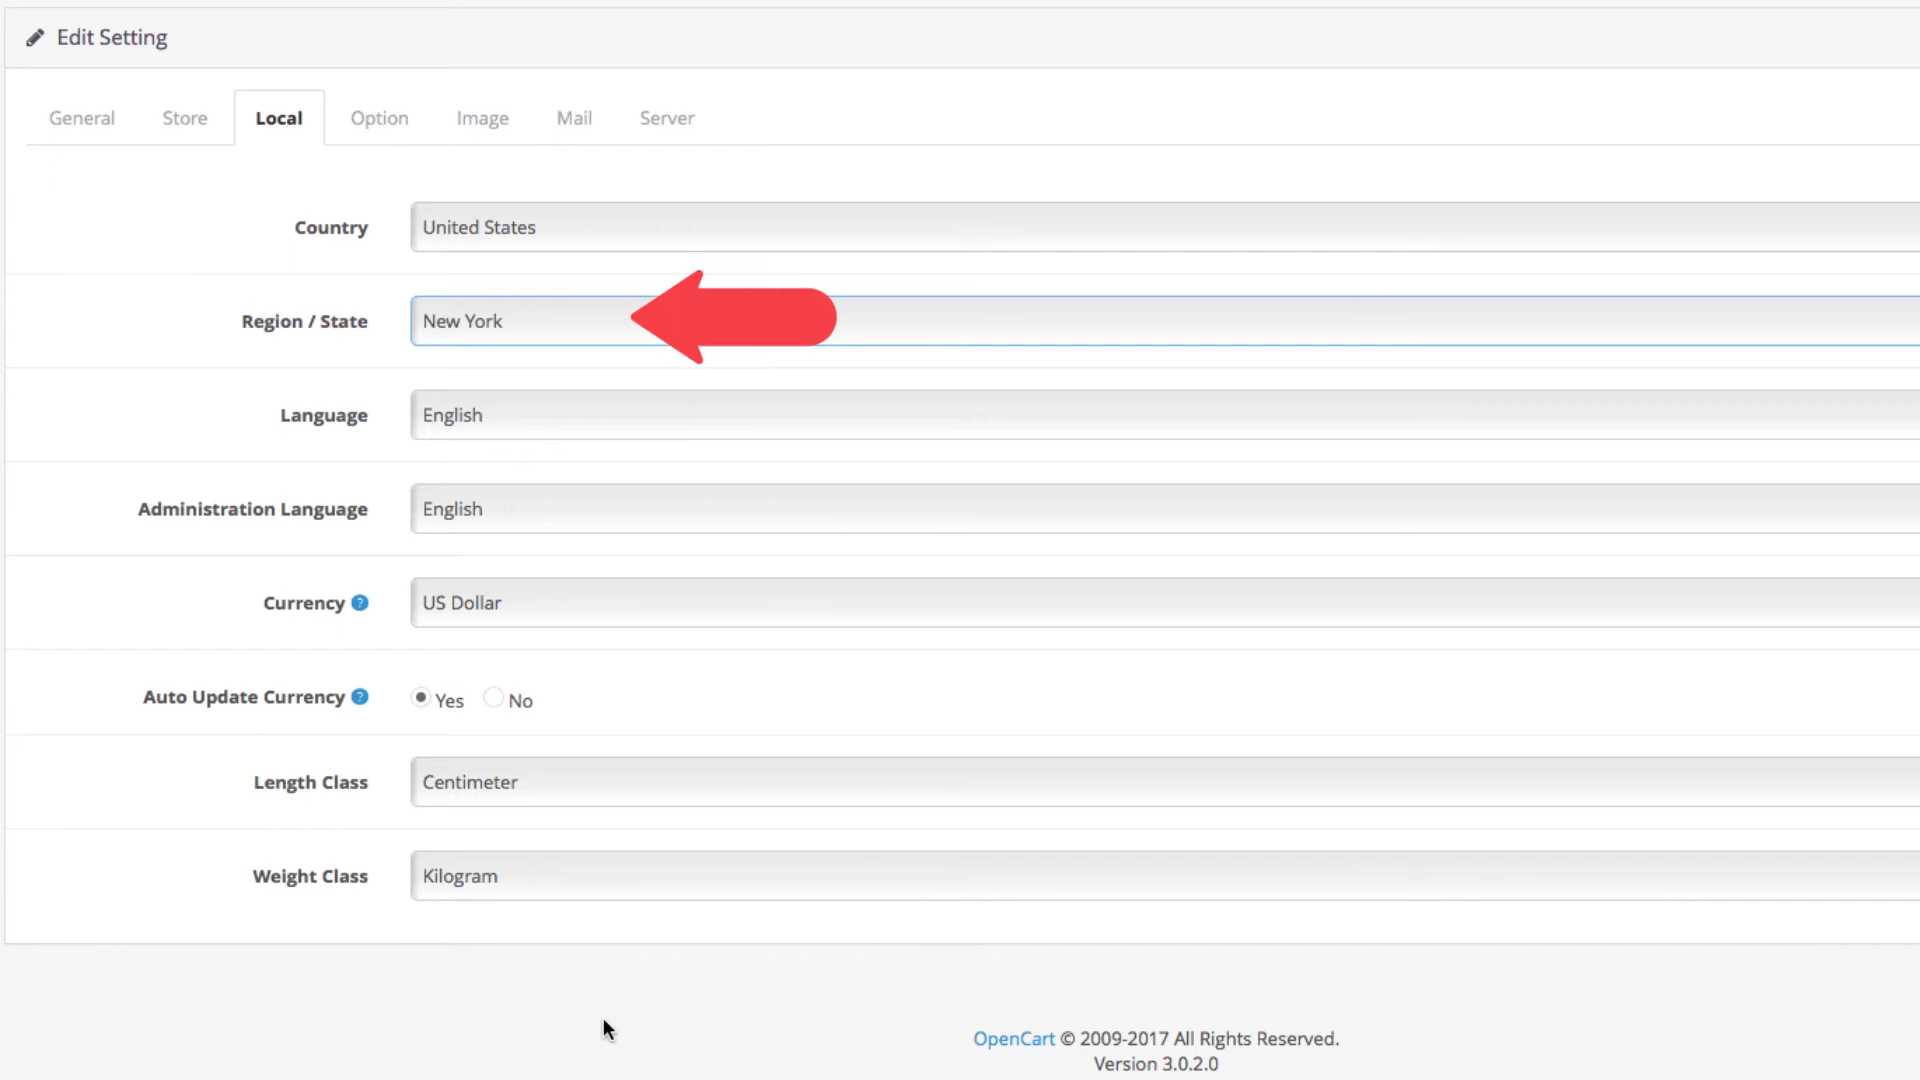 Edit Setting
General Store Local Option Image Mail Server
Country United States
Region / State New York
Language English
Administration Language English
Currency ? US Dollar
Auto Update Currency ? Yes No
Length Class Centimeter
Weight Class Kilogram
OpenCart © 2009-2017 All Rights Reserved.
Version 3.0.2.0